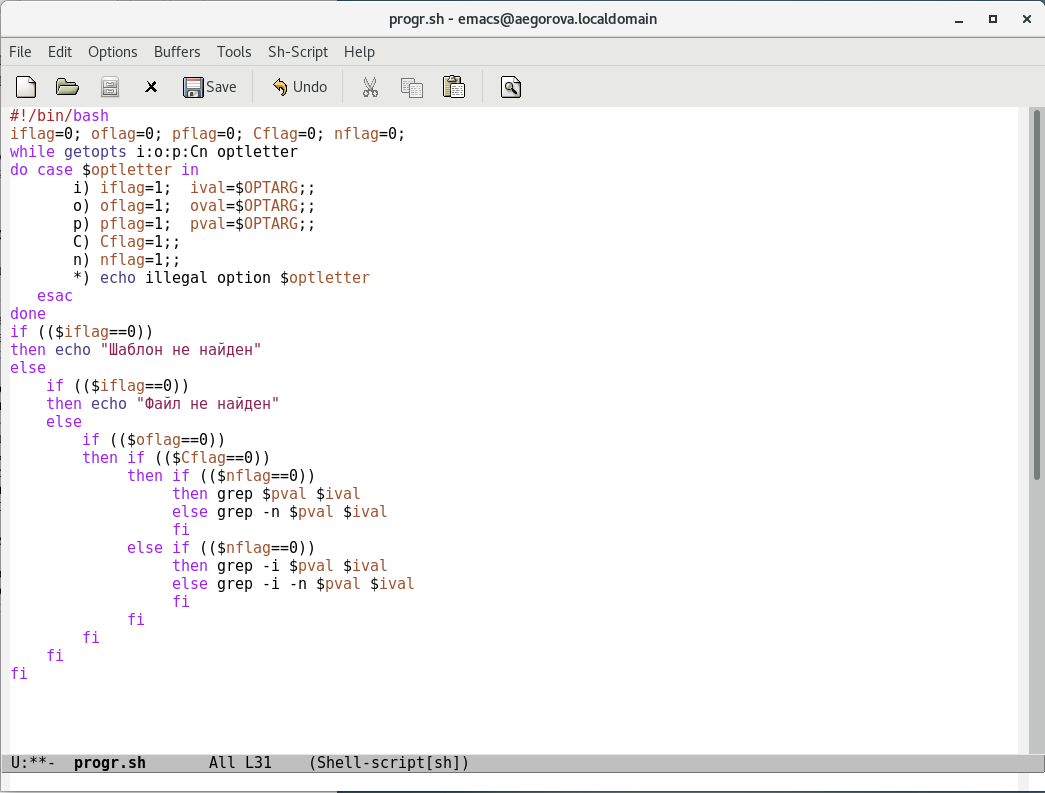 progr.sh - emacs@aegorova.localdomain
File Edit Options Buffers Tools Sh-Script Help
Save Undo
#!/bin/bash
iflag=0; oflag=0; pflag=0; Cflag=0; nflag=0;
while getopts i:o:p:Cn optletter
do case $optletter in
       i) iflag=1;  ival=$OPTARG;;
       o) oflag=1;  oval=$OPTARG;;
       p) pflag=1;  pval=$OPTARG;;
       C) Cflag=1;;
       n) nflag=1;;
       *) echo illegal option $optletter
   esac
done
if (($iflag==0))
then echo "Шаблон не найден"
else
    if (($iflag==0))
    then echo "Файл не найден"
    else
        if (($oflag==0))
        then if (($Cflag==0))
             then if (($nflag==0))
                  then grep $pval $ival
                  else grep -n $pval $ival
                  fi
             else if (($nflag==0))
                  then grep -i $pval $ival
                  else grep -i -n $pval $ival
                  fi
             fi
        fi
    fi
fi
U:**-  progr.sh       All L31    (Shell-script[sh])